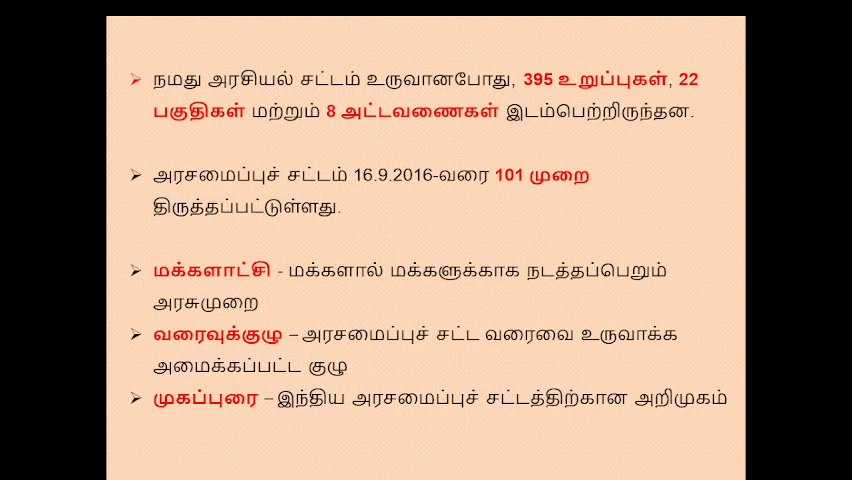 நமது அரசியல் சட்டம் உருவானபோது, 395 உறுப்புகள், 22
பகுதிகள் மற்றும் 8 அட்டவணைகள் இடம்பெற்றிருந்தன.
அரசமைப்புச் சட்டம் 16.9.2016-வரை 101 முறை
திருத்தப்பட்டுள்ளது.
மக்களாட்சி - மக்களால் மக்களுக்காக நடத்தப்பெறும்
அரசுமுறை
வரைவுக்குழு – அரசமைப்புச் சட்ட வரைவை உருவாக்க
அமைக்கப்பட்ட குழு
முகப்புரை – இந்திய அரசமைப்புச் சட்டத்திற்கான அறிமுகம்